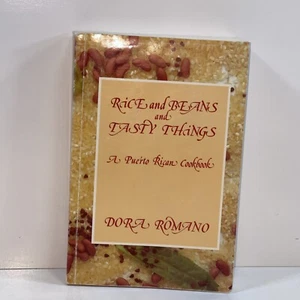 RiCE and BEANS
and
TASTY THiNGS
A Puerto Rican Cookbook
DORA ROMANO